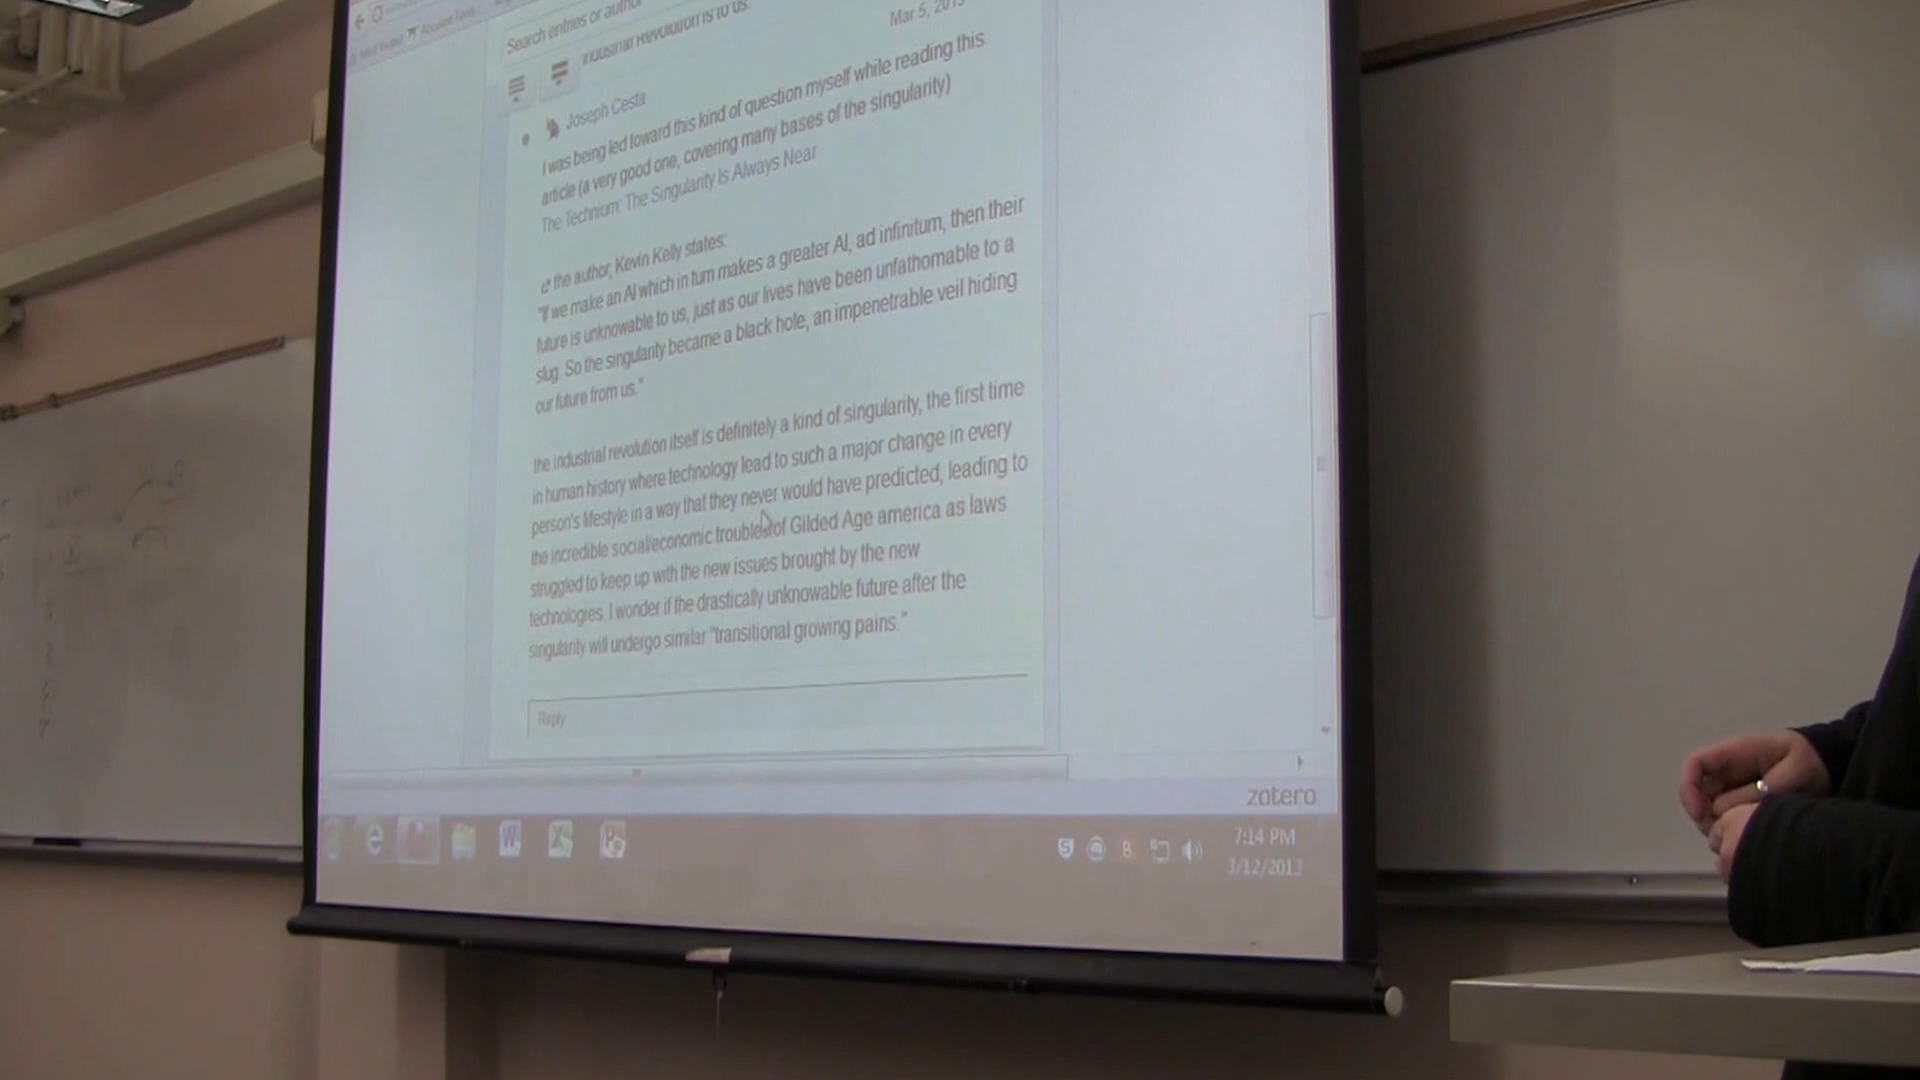 Account Tools
Search entries or author
Industrial Revolution is to us.
Mar 5, 2013
Joseph Cesta
I was being led toward this kind of question myself while reading this
article (a very good one, covering many bases of the singularity)
The Technium: The Singularity Is Always Near
the author, Kevin Kelly states:
"If we make an AI which in turn makes a greater AI, ad infinitum, then their
future is unknowable to us, just as our lives have been unfathomable to a
slug. So the singularity became a black hole, an impenetrable veil hiding
our future from us."
the industrial revolution itself is definitely a kind of singularity, the first time
in human history where technology lead to such a major change in every
person's lifestyle in a way that they never would have predicted, leading to
the incredible social/economic troubles of Gilded Age america as laws
struggled to keep up with the new issues brought by the new
technologies. I wonder if the drastically unknowable future after the
singularity will undergo similar "transitional growing pains."
Reply
zotero
7:14 PM
3/12/2013